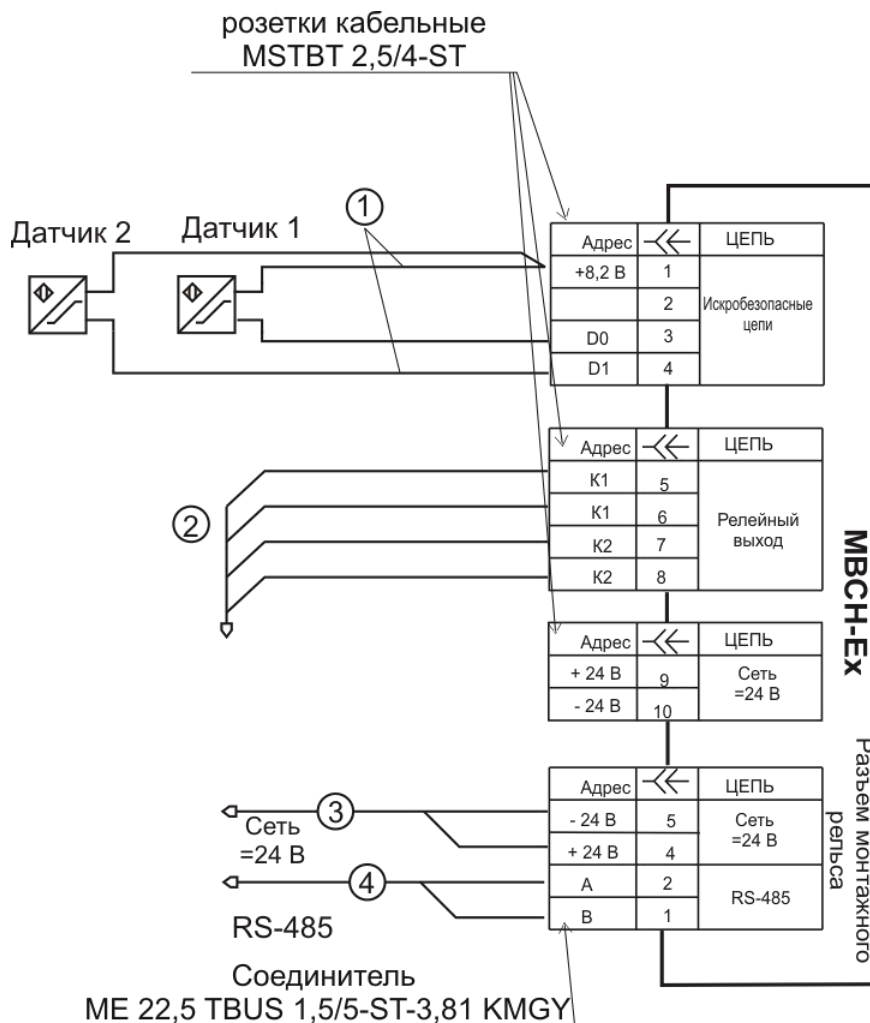 розетки кабельные
MSTBT 2,5/4-ST
Датчик 2
Датчик 1
1
Адрес ЦЕПЬ
+8,2 В 1
2
D0 3
D1 4
Искробезопасные
цепи
Адрес ЦЕПЬ
К1 5
К1 6
К2 7
К2 8
Релейный
выход
2
Адрес ЦЕПЬ
+ 24 В 9
- 24 В 10
Сеть
=24 В
МВСН-Ех
Адрес ЦЕПЬ
- 24 В 5
+ 24 В 4
Сеть
=24 В
А 2
В 1
RS-485
3
Сеть
=24 В
4
RS-485
Разъем монтажного
рельса
Соединитель
ME 22,5 TBUS 1,5/5-ST-3,81 KMGY